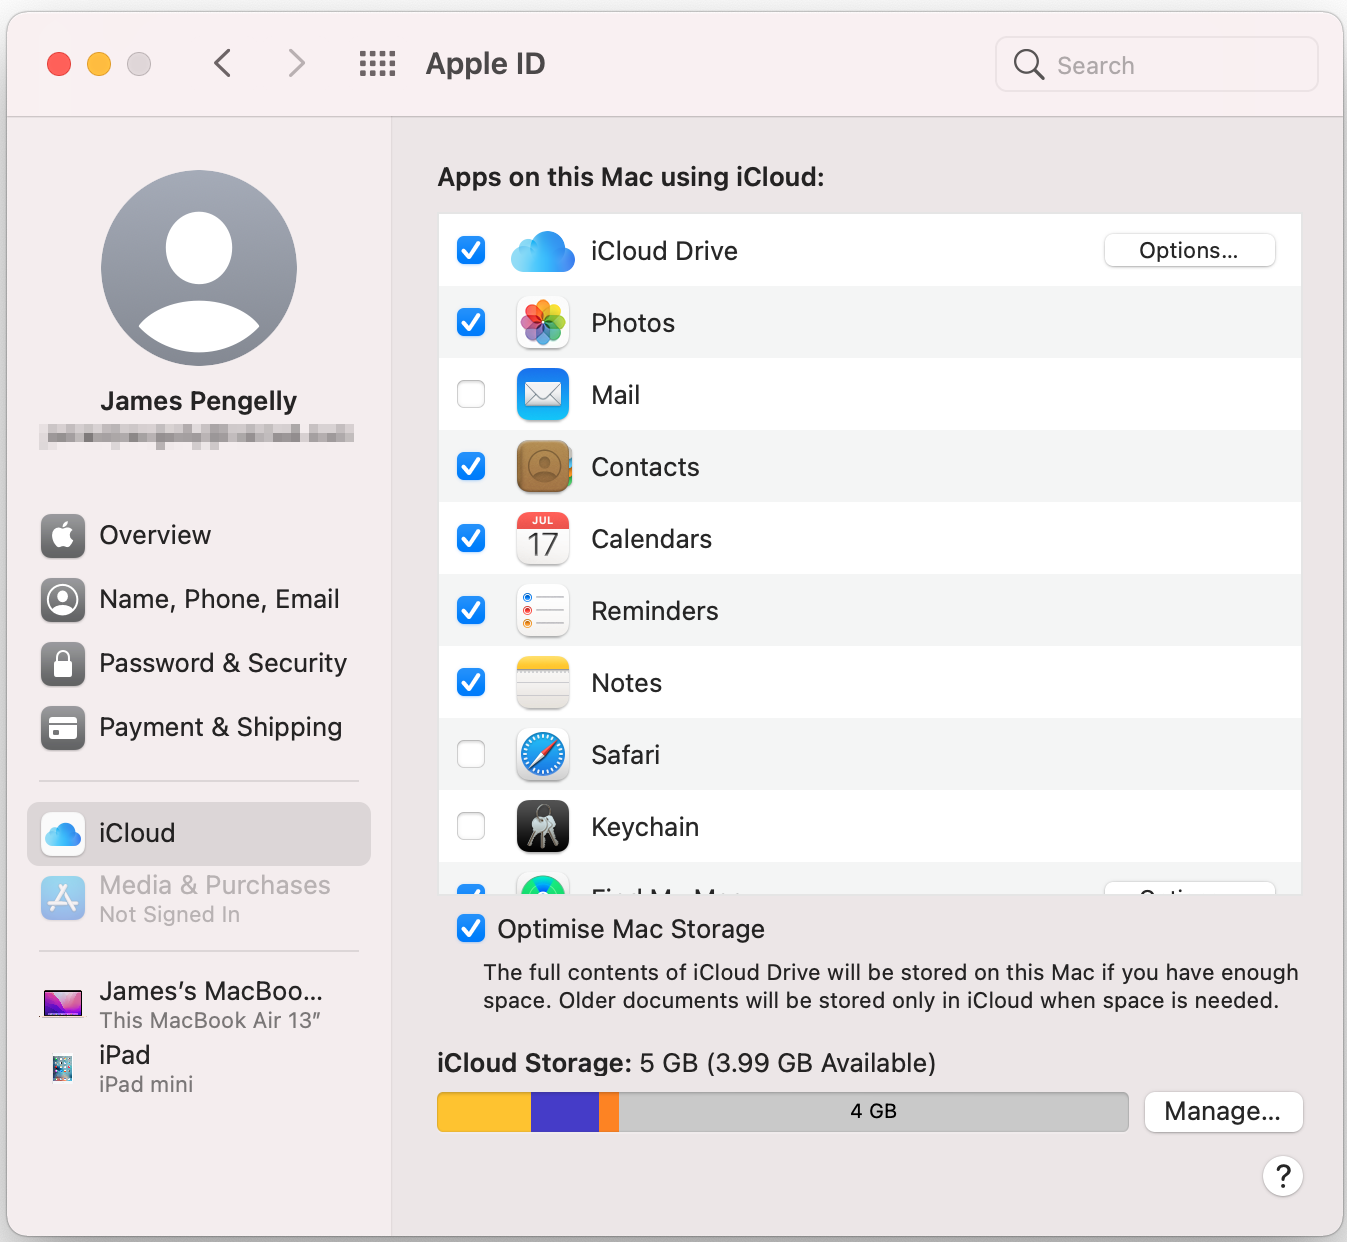 Apple ID
Search
James Pengelly
Overview
Name, Phone, Email
Password & Security
Payment & Shipping
iCloud
Media & Purchases
Not Signed In
James’s MacBoo...
This MacBook Air 13”
iPad
iPad mini
Apps on this Mac using iCloud:
iCloud Drive
Options...
Photos
Mail
Contacts
JUL
17
Calendars
Reminders
Notes
Safari
Keychain
Optimise Mac Storage
The full contents of iCloud Drive will be stored on this Mac if you have enough
space. Older documents will be stored only in iCloud when space is needed.
iCloud Storage: 5 GB (3.99 GB Available)
4 GB
Manage...
?